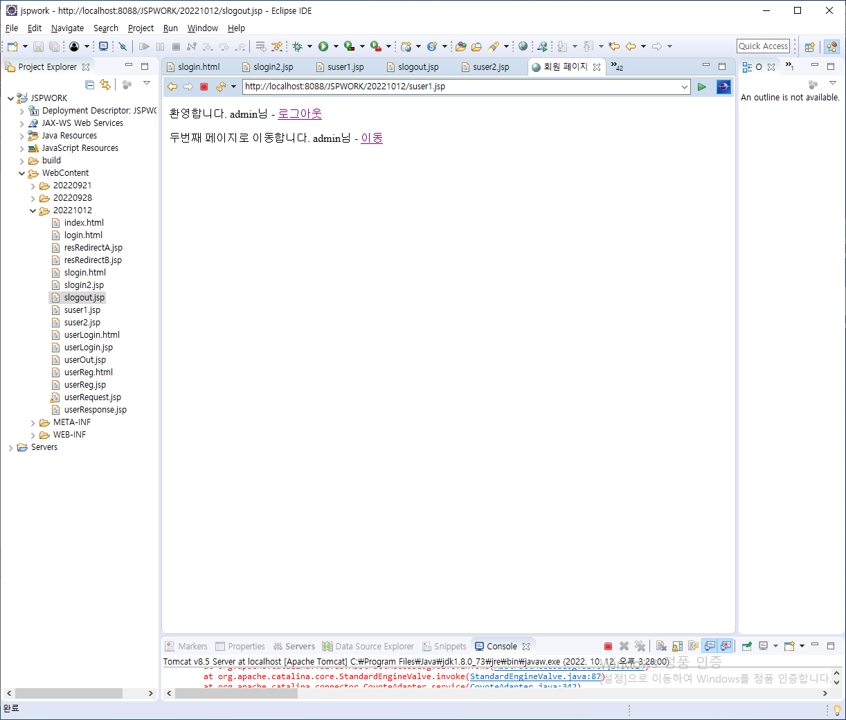 jspwork - http://localhost:8088/JSPWORK/20221012/slogout.jsp - Eclipse IDE
File Edit Navigate Search Project Run Window Help
Quick Access
Project Explorer
slogin.html slogin2.jsp suser1.jsp slogout.jsp suser2.jsp 회원 페이지 »42
O »1
http://localhost:8088/JSPWORK/20221012/suser1.jsp
An outline is not available.
JSPWORK
Deployment Descriptor: JSPWO
JAX-WS Web Services
Java Resources
JavaScript Resources
build
WebContent
20220921
20220928
20221012
index.html
login.html
resRedirectA.jsp
resRedirectB.jsp
slogin.html
slogin2.jsp
slogout.jsp
suser1.jsp
suser2.jsp
userLogin.html
userLogin.jsp
userOut.jsp
userReg.html
userReg.jsp
userRequest.jsp
userResponse.jsp
META-INF
WEB-INF
Servers
환영합니다. admin님 - 로그아웃
두번째 페이지로 이동합니다. admin님 - 이동
Markers Properties Servers Data Source Explorer Snippets Console
Tomcat v8.5 Server at localhost [Apache Tomcat] C:₩Program Files₩Java₩jdk1.8.0_73₩jre₩bin₩javaw.exe (2022. 10. 12. 오후 3:28:00)
정품 인증
at org.apache.catalina.core.StandardEngineValve.invoke(StandardEngineValve.java:87)
at org.apache.catalina.connector.CoyoteAdapter.service(CoyoteAdapter.java:342)
[설정]으로 이동하여 Windows를 정품 인증합니다.
완료